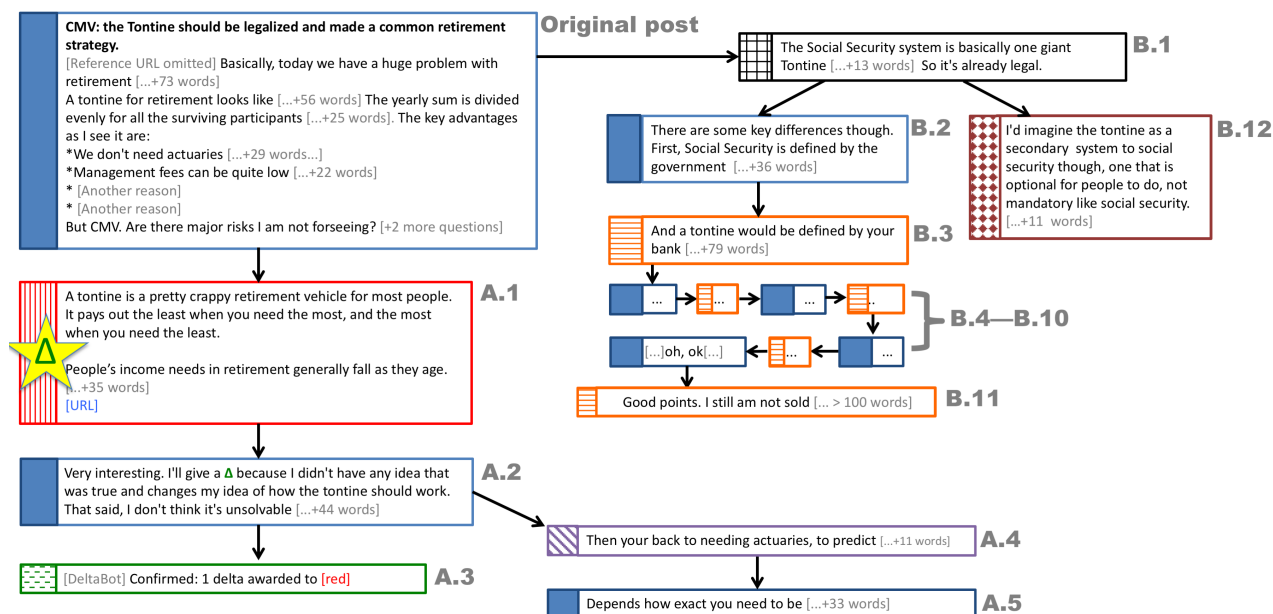 Original post
CMV: the Tontine should be legalized and made a common retirement
strategy.
[Reference URL omitted] Basically, today we have a huge problem with
retirement [...+73 words]
A tontine for retirement looks like [...+56 words] The yearly sum is divided
evenly for all the surviving participants [...+25 words]. The key advantages
as I see it are:
*We don't need actuaries [...+29 words...]
*Management fees can be quite low [...+22 words]
* [Another reason]
* [Another reason]
But CMV. Are there major risks I am not forseeing? [+2 more questions]
A.1
A tontine is a pretty crappy retirement vehicle for most people.
It pays out the least when you need the most, and the most
when you need the least.
Δ
People's income needs in retirement generally fall as they age.
[...+35 words]
[URL]
A.2
Very interesting. I'll give a Δ because I didn't have any idea that
was true and changes my idea of how the tontine should work.
That said, I don't think it's unsolvable [...+44 words]
A.3
[DeltaBot] Confirmed: 1 delta awarded to [red]
A.4
Then your back to needing actuaries, to predict [...+11 words]
A.5
Depends how exact you need to be [...+33 words]
B.1
The Social Security system is basically one giant
Tontine [...+13 words] So it's already legal.
B.2
There are some key differences though.
First, Social Security is defined by the
government [...+36 words]
B.3
And a tontine would be defined by your
bank [...+79 words]
... ... ... ..
B.4—B.10
[...]oh, ok[...] ... ...
B.11
Good points. I still am not sold [... > 100 words]
B.12
I'd imagine the tontine as a
secondary system to social
security though, one that is
optional for people to do, not
mandatory like social security.
[...+11 words]